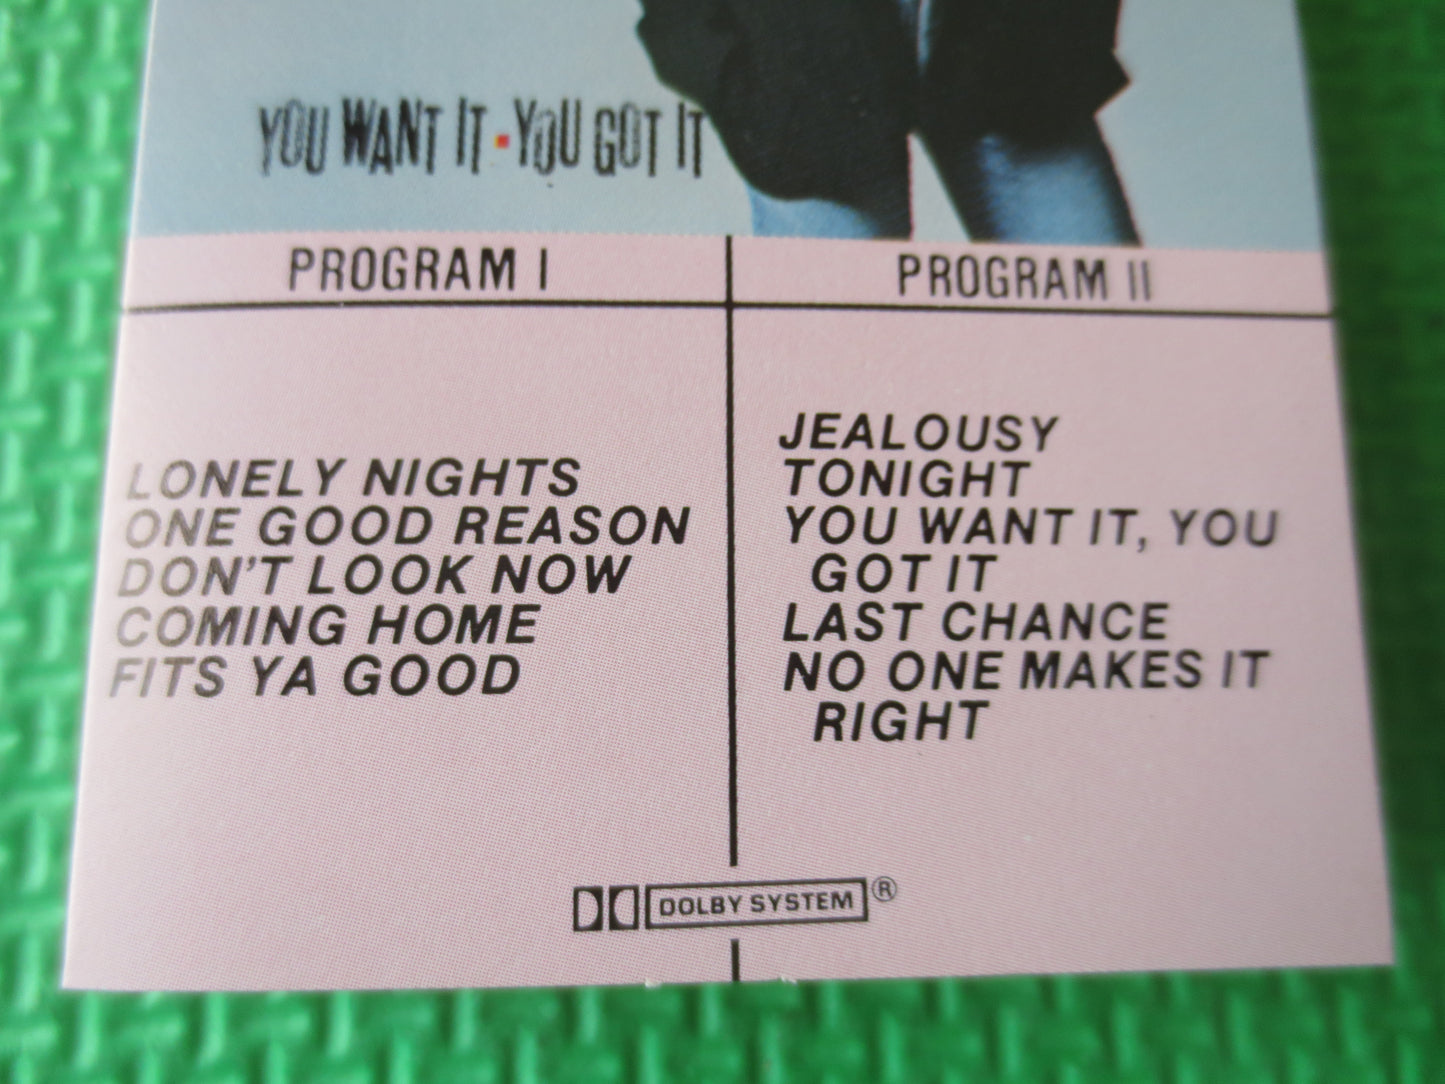 YOU WANT IT · YOU GOT IT
PROGRAM I
LONELY NIGHTS
ONE GOOD REASON
DON'T LOOK NOW
COMING HOME
FITS YA GOOD
PROGRAM II
JEALOUSY
TONIGHT
YOU WANT IT, YOU
GOT IT
LAST CHANCE
NO ONE MAKES IT
RIGHT
DOLBY SYSTEM ®